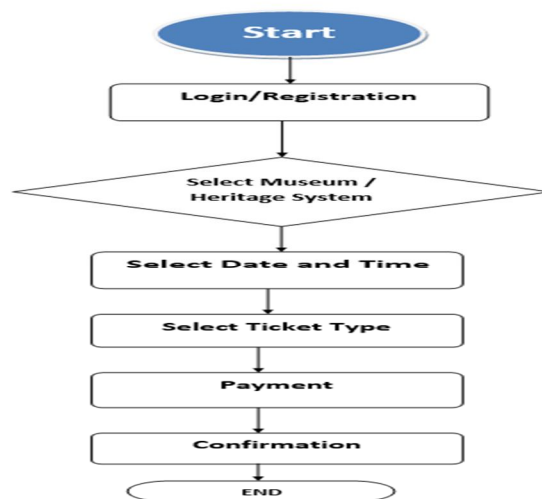 Start
Login/Registration
Select Museum /
Heritage System
Select Date and Time
Select Ticket Type
Payment
Confirmation
END